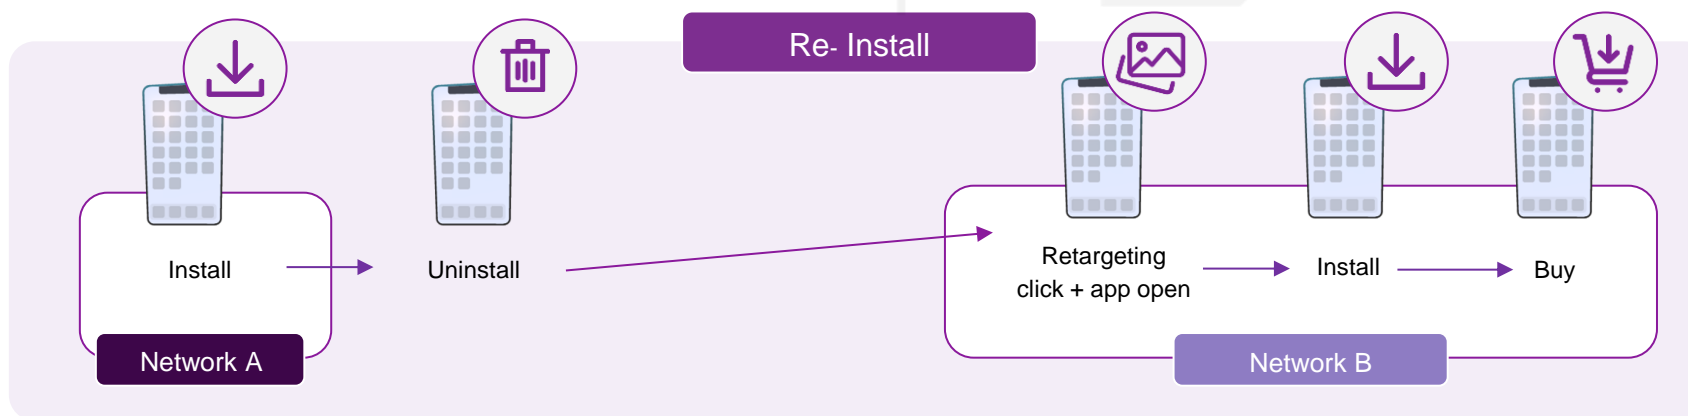 Re- Install
Install
Uninstall
Retargeting
click + app open
Install
Buy
Network A
Network B